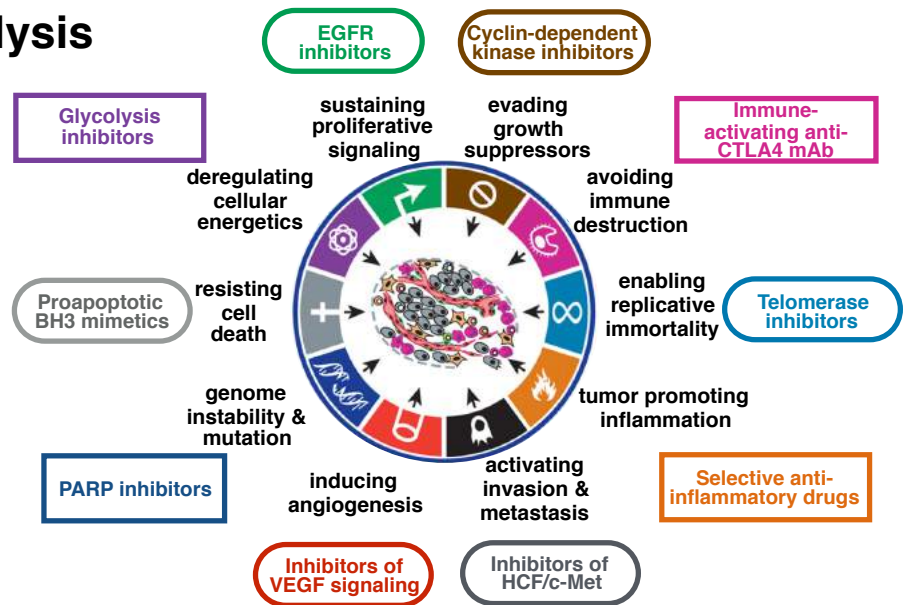 lysis
EGFR
inhibitors
Cyclin-dependent
kinase inhibitors
Glycolysis
inhibitors
sustaining
proliferative
signaling
evading
growth
suppressors
Immune-
activating anti-
CTLA4 mAb
deregulating
cellular
energetics
avoiding
immune
destruction
Proapoptotic
BH3 mimetics
resisting
cell
death
enabling
replicative
immortality
Telomerase
inhibitors
genome
instability &
mutation
tumor promoting
inflammation
PARP inhibitors
inducing
angiogenesis
activating
invasion &
metastasis
Selective anti-
inflammatory drugs
Inhibitors of
VEGF signaling
Inhibitors of
HCF/c-Met